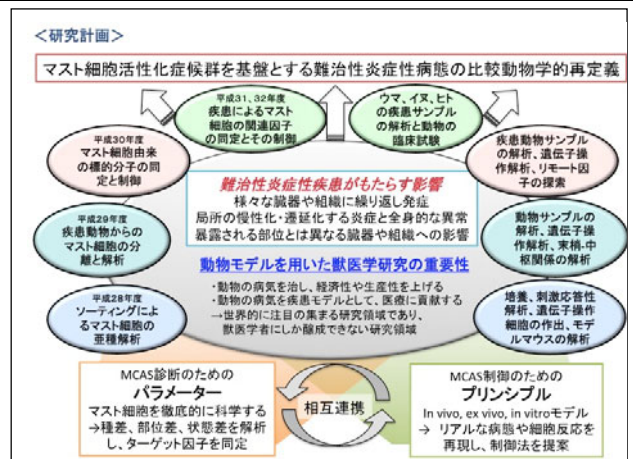 ＜研究計画＞
マスト細胞活性化症候群を基盤とする難治性炎症性病態の比較動物学的再定義
平成31、32年度
疾患によるマスト
細胞の関連因子
の同定とその制御
ウマ、イヌ、ヒト
の疾患サンプル
の解析と動物の
臨床試験
平成30年度
マスト細胞由来
の標的分子の同
定と制御
疾患動物サンプル
の解析、遺伝子操
作解析、リモート因
子の探索
難治性炎症性疾患がもたらす影響
様々な臓器や組織に繰り返し発症
局所の慢性化・遷延化する炎症と全身的な異常
暴露される部位とは異なる臓器や組織への影響
平成29年度
疾患動物からの
マスト細胞の分
離と解析
動物サンプルの
解析、遺伝子操
作解析、末梢-中
枢関係の解析
動物モデルを用いた獣医学研究の重要性
・動物の病気を治し、経済性や生産性を上げる
・動物の病気を疾患モデルとして、医療に貢献する
→世界的に注目の集まる研究領域であり、
獣医学者にしか醸成できない研究領域
平成28年度
ソーティングによ
るマスト細胞の
亜種解析
培養、刺激応答性
解析、遺伝子操作
細胞の作出、モデ
ルマウスの解析
MCAS診断のための
パラメーター
マスト細胞を徹底的に科学する
→種差、部位差、状態差を解析
し、ターゲット因子を同定
相互連携
MCAS制御のための
プリンシプル
In vivo, ex vivo, in vitroモデル
→ リアルな病態や細胞反応を
再現し、制御法を提案